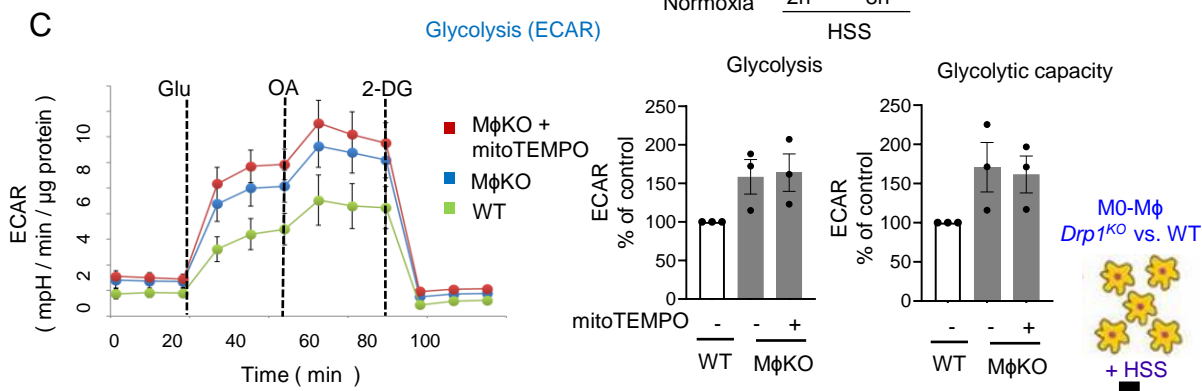 C
Normoxia 2h
HSS
Glycolysis (ECAR)
Glu OA 2-DG
ECAR
( mpH / min / µg protein)
10
8
6
4
2
0
0 20 40 60 80 100
Time ( min )
MϕKO +
mitoTEMPO
MϕKO
WT
Glycolysis
ECAR
% of control
250
200
150
100
50
0
mitoTEMPO - - +
WT MϕKO
Glycolytic capacity
ECAR
% of control
250
200
150
100
50
0
- - +
WT MϕKO
M0-Mϕ
Drp1KO vs. WT
+ HSS